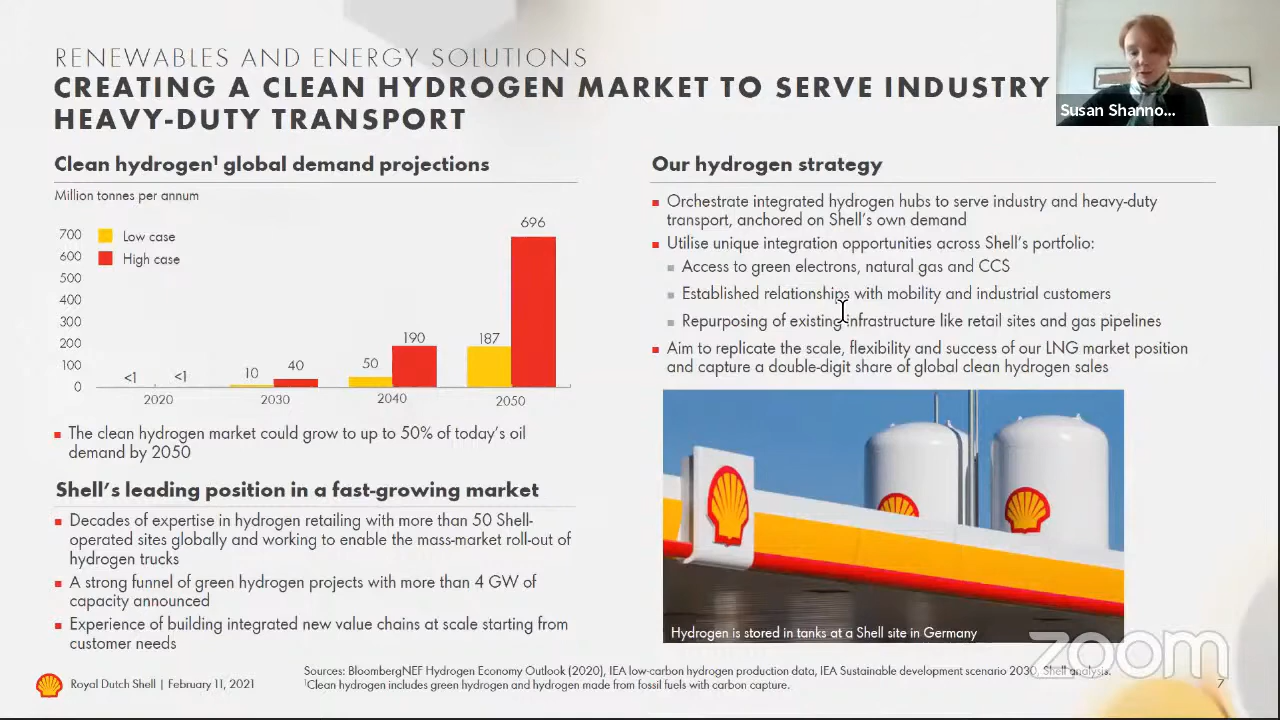 RENEWABLES AND ENERGY SOLUTIONS
CREATING A CLEAN HYDROGEN MARKET TO SERVE INDUSTRY
HEAVY-DUTY TRANSPORT
Susan Shanno...
Clean hydrogen¹ global demand projections
Million tonnes per annum
700
600
500
400
300
200
100
0
Low case
High case
<1
<1
10
40
50
190
187
696
2020
2030
2040
2050
▪ The clean hydrogen market could grow to up to 50% of today's oil
demand by 2050
Shell's leading position in a fast-growing market
▪ Decades of expertise in hydrogen retailing with more than 50 Shell-
operated sites globally and working to enable the mass-market roll-out of
hydrogen trucks
▪ A strong funnel of green hydrogen projects with more than 4 GW of
capacity announced
▪ Experience of building integrated new value chains at scale starting from
customer needs
Our hydrogen strategy
▪ Orchestrate integrated hydrogen hubs to serve industry and heavy-duty
transport, anchored on Shell's own demand
▪ Utilise unique integration opportunities across Shell's portfolio:
▪ Access to green electrons, natural gas and CCS
▪ Established relationships with mobility and industrial customers
▪ Repurposing of existing infrastructure like retail sites and gas pipelines
▪ Aim to replicate the scale, flexibility and success of our LNG market position
and capture a double-digit share of global clean hydrogen sales
Hydrogen is stored in tanks at a Shell site in Germany
zoom
Royal Dutch Shell | February 11, 2021
Sources: BloombergNEF Hydrogen Economy Outlook (2020), IEA low-carbon hydrogen production data, IEA Sustainable development scenario 2030, Shell analysis.
¹Clean hydrogen includes green hydrogen and hydrogen made from fossil fuels with carbon capture.
7